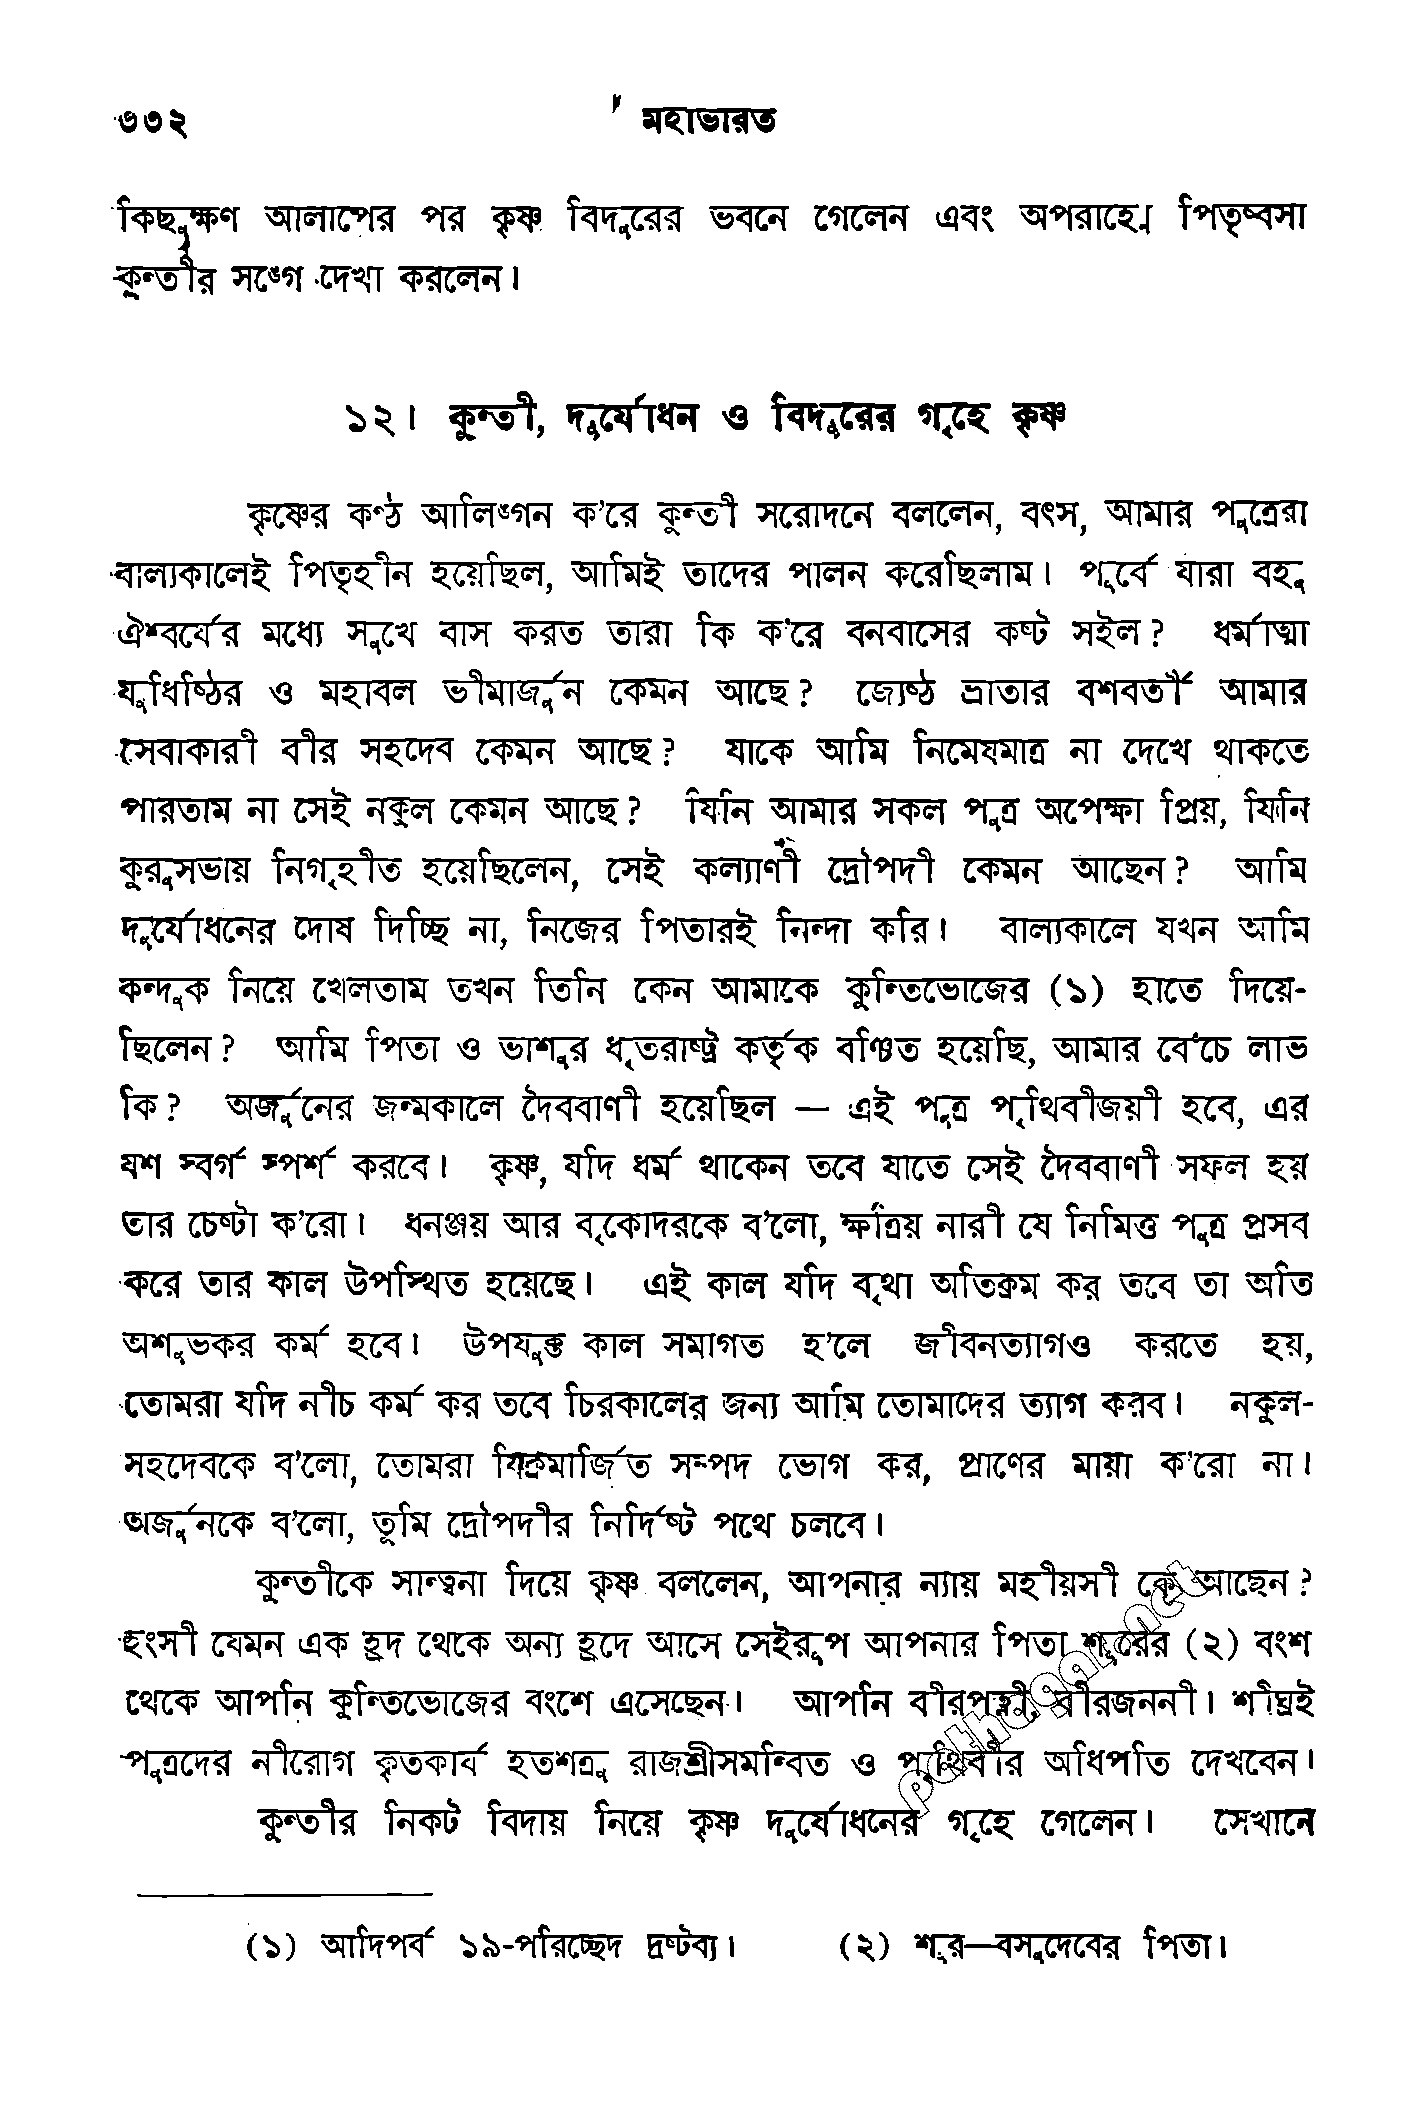 ৩৩২ মহাভারত
কিছুক্ষণ আলাপের পর কৃষ্ণ বিদুরের ভবনে গেলেন এবং অপরাহ্ণে পিতৃষ্বসা
কুন্তীর সঙ্গে দেখা করলেন।
১২। কুন্তী, দুর্যোধন ও বিদুরের গৃহে কৃষ্ণ
কৃষ্ণের কণ্ঠ আলিঙ্গন ক'রে কুন্তী সরোদনে বললেন, বৎস, আমার পুত্রেরা
বাল্যকালেই পিতৃহীন হয়েছিল, আমিই তাদের পালন করেছিলাম। পূর্বে যারা বহু
ঐশ্বর্যের মধ্যে সুখে বাস করত তারা কি ক'রে বনবাসের কষ্ট সইল? ধর্মাত্মা
যুধিষ্ঠির ও মহাবল ভীমার্জুন কেমন আছে? জ্যেষ্ঠ ভ্রাতার বশবর্তী আমার
সেবাকারী বীর সহদেব কেমন আছে? যাকে আমি নিমেষমাত্র না দেখে থাকতে
পারতাম না সেই নকুল কেমন আছে? যিনি আমার সকল পুত্র অপেক্ষা প্রিয়, যিনি
কুরুসভায় নিগৃহীত হয়েছিলেন, সেই কল্যাণী দ্রৌপদী কেমন আছেন? আমি
দুর্যোধনের দোষ দিচ্ছি না, নিজের পিতারই নিন্দা করি। বাল্যকালে যখন আমি
কন্দুক নিয়ে খেলতাম তখন তিনি কেন আমাকে কুন্তিভোজের (১) হাতে দিয়ে-
ছিলেন? আমি পিতা ও ভাশুর ধৃতরাষ্ট্র কর্তৃক বঞ্চিত হয়েছি, আমার বেঁচে লাভ
কি? অর্জুনের জন্মকালে দৈববাণী হয়েছিল — এই পুত্র পৃথিবীজয়ী হবে, এর
যশ স্বর্গ স্পর্শ করবে। কৃষ্ণ, যদি ধর্ম থাকেন তবে যাতে সেই দৈববাণী সফল হয়
তার চেষ্টা ক'রো। ধনঞ্জয় আর বৃকোদরকে ব'লো, ক্ষত্রিয় নারী যে নিমিত্ত পুত্র প্রসব
করে তার কাল উপস্থিত হয়েছে। এই কাল যদি বৃথা অতিক্রম কর তবে তা অতি
অশুভকর কর্ম হবে। উপযুক্ত কাল সমাগত হ'লে জীবনত্যাগও করতে হয়,
তোমরা যদি নীচ কর্ম কর তবে চিরকালের জন্য আমি তোমাদের ত্যাগ করব। নকুল-
সহদেবকে ব'লো, তোমরা বিক্রমার্জিত সম্পদ ভোগ কর, প্রাণের মায়া ক'রো না।
অর্জুনকে ব'লো, তুমি দ্রৌপদীর নির্দিষ্ট পথে চলবে।
কুন্তীকে সান্ত্বনা দিয়ে কৃষ্ণ বললেন, আপনার ন্যায় মহীয়সী কে আছেন?
হংসী যেমন এক হ্রদ থেকে অন্য হ্রদে আসে সেইরূপ আপনার পিতা শূরের (২) বংশ
থেকে আপনি কুন্তিভোজের বংশে এসেছেন। আপনি বীরপত্নী, বীরজননী। শীঘ্রই
পুত্রদের নীরোগ কৃতকার্য হতশত্রু রাজশ্রীসমন্বিত ও পৃথিবীর অধিপতি দেখবেন।
কুন্তীর নিকট বিদায় নিয়ে কৃষ্ণ দুর্যোধনের গৃহে গেলেন। সেখানে
(১) আদিপর্ব ১৯-পরিচ্ছেদ দ্রষ্টব্য। (২) শূর—বসুদেবের পিতা।
pathagar.net